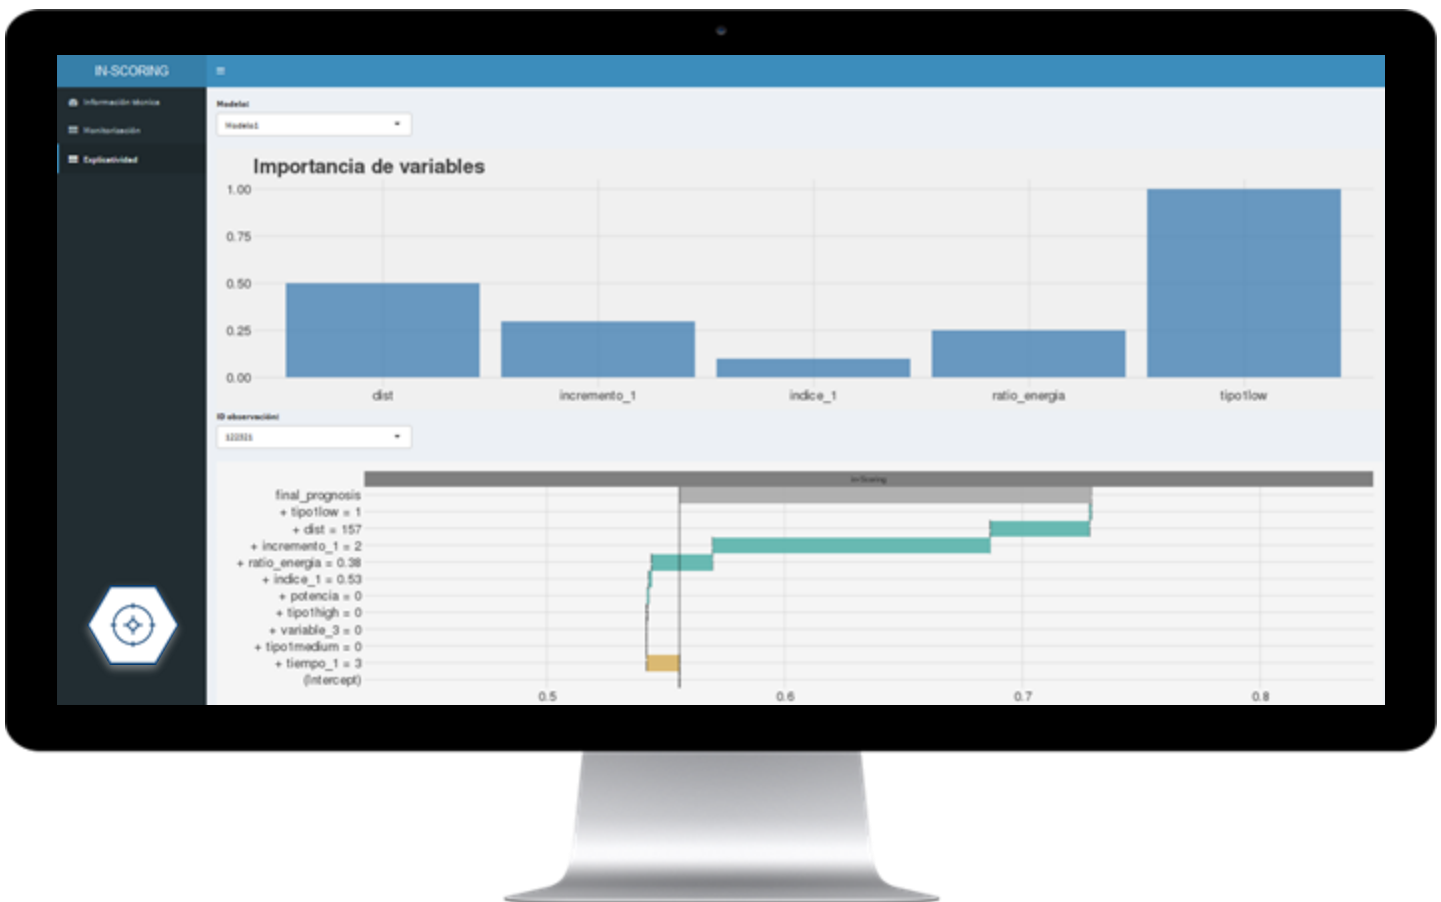 IN-SCORING
Información técnica
Monitorización
Explicatividad
Modelo:
Modelo1
Importancia de variables
1.00
0.75
0.50
0.25
0.00
dist
incremento_1
indice_1
ratio_energia
tipo1low
ID observación:
in-Scoring
final_prognosis
+ tipo1low = 1
+ dist = 157
+ incremento_1 = 2
+ ratio_energia = 0.38
+ indice_1 = 0.53
+ potencia = 0
+ tipo1high = 0
+ variable_3 = 0
+ tipo1medium = 0
+ tiempo_1 = 3
(Intercept)
0.5
0.6
0.7
0.8